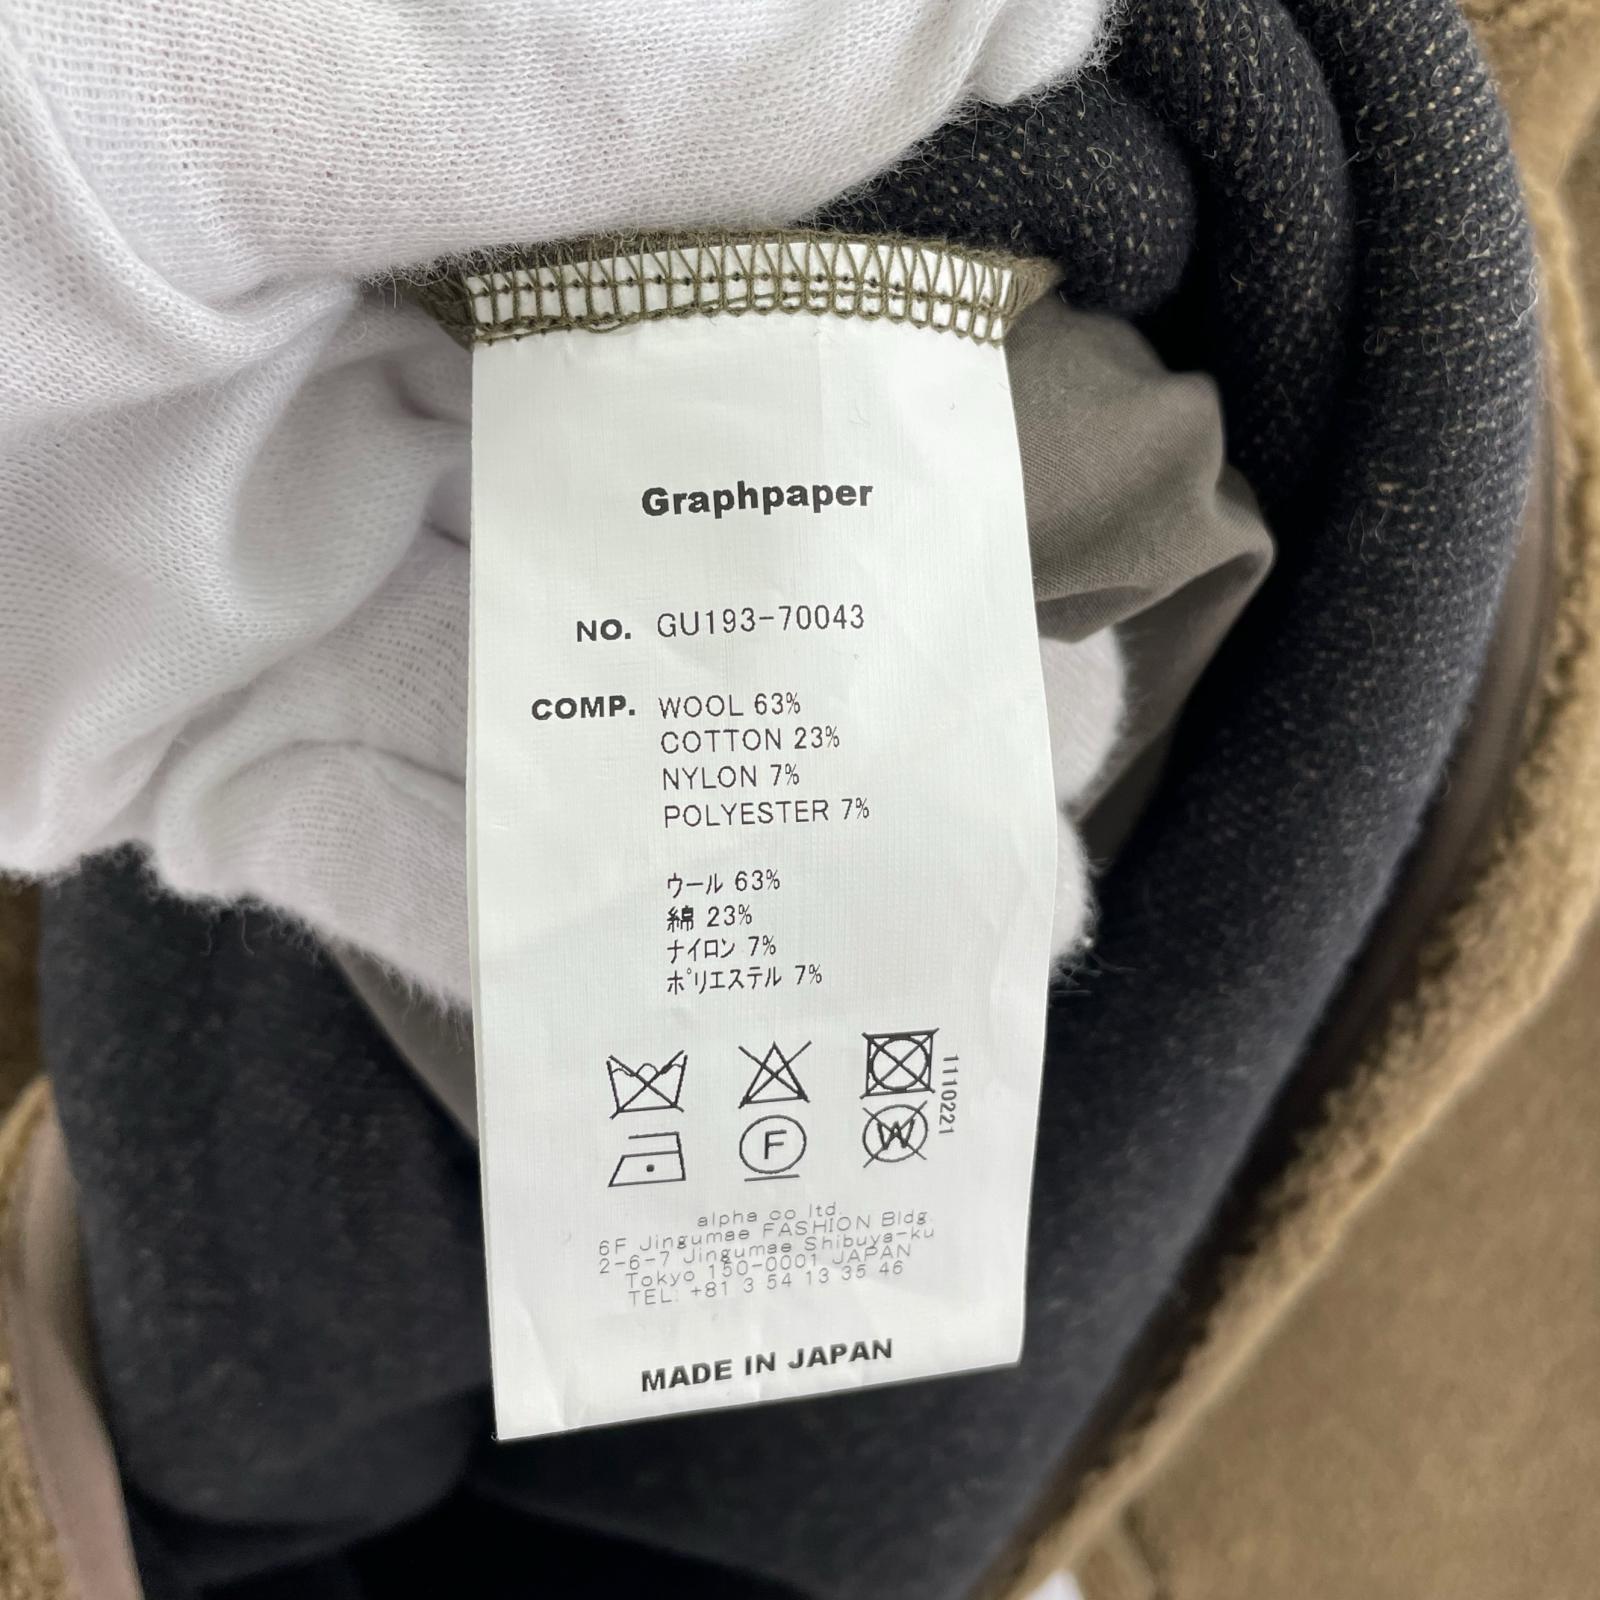 Graphpaper
NO. GU193-70043
COMP. WOOL 63%
COTTON 23%
NYLON 7%
POLYESTER 7%
ウール 63%
綿 23%
ナイロン 7%
ポリエステル 7%
1110221
F
W
alpha co ltd.
6F Jingumae FASHION Bldg.
2-6-7 Jingumae Shibuya-ku
Tokyo 150-0001 JAPAN
TEL: +81 3 54 13 35 46
MADE IN JAPAN